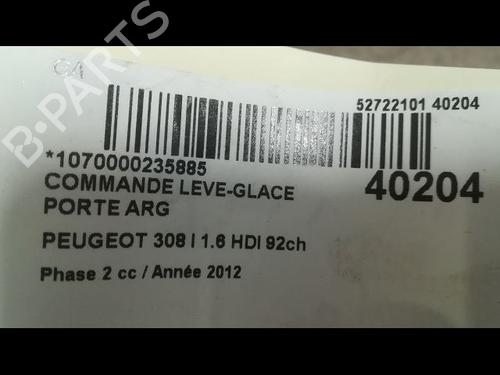 CA
52722101 40204
*1070000235885
COMMANDE LEVE-GLACE
40204
PORTE ARG
PEUGEOT 308 I 1.6 HDI 92ch
Phase 2 cc / Année 2012
B-PARTS